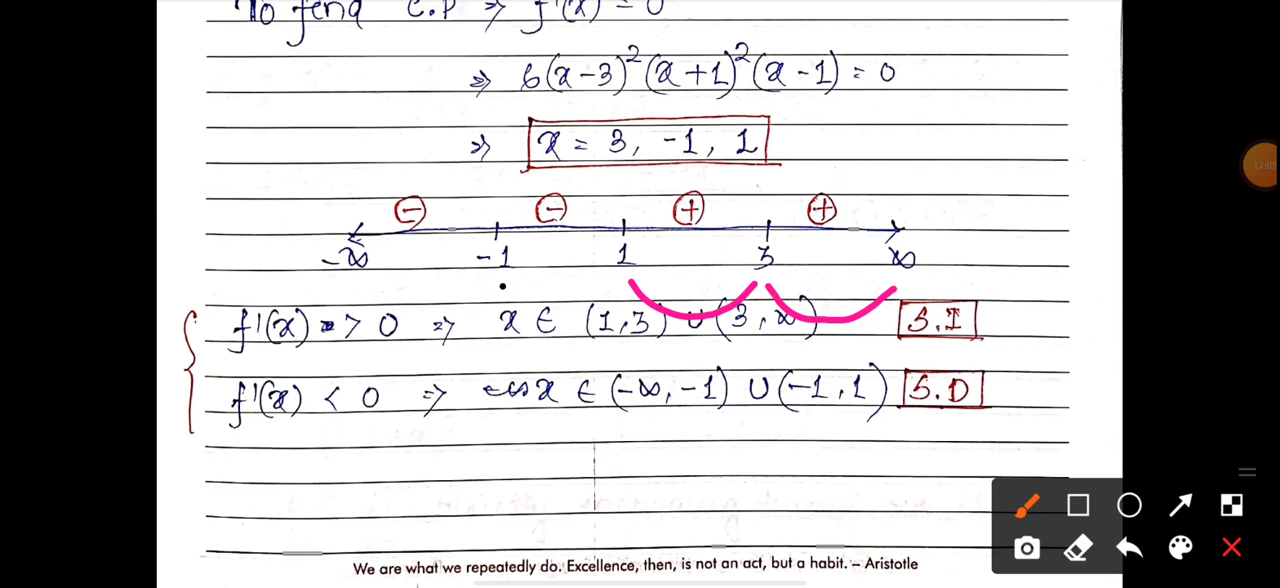 To find C.P ⇒ f'(x) = 0
⇒ 6(x-3)²(x+1)²(x-1) = 0
⇒ x = 3, -1, 1
⊖ ⊖ ⊕ ⊕
-∞ -1 1 3 ∞
f'(x) > 0 ⇒ x ∈ (1,3) ∪ (3,∞) S.I
f'(x) < 0 ⇒ x ∈ (-∞,-1) ∪ (-1,1) S.D
We are what we repeatedly do. Excellence, then, is not an act, but a habit. – Aristotle